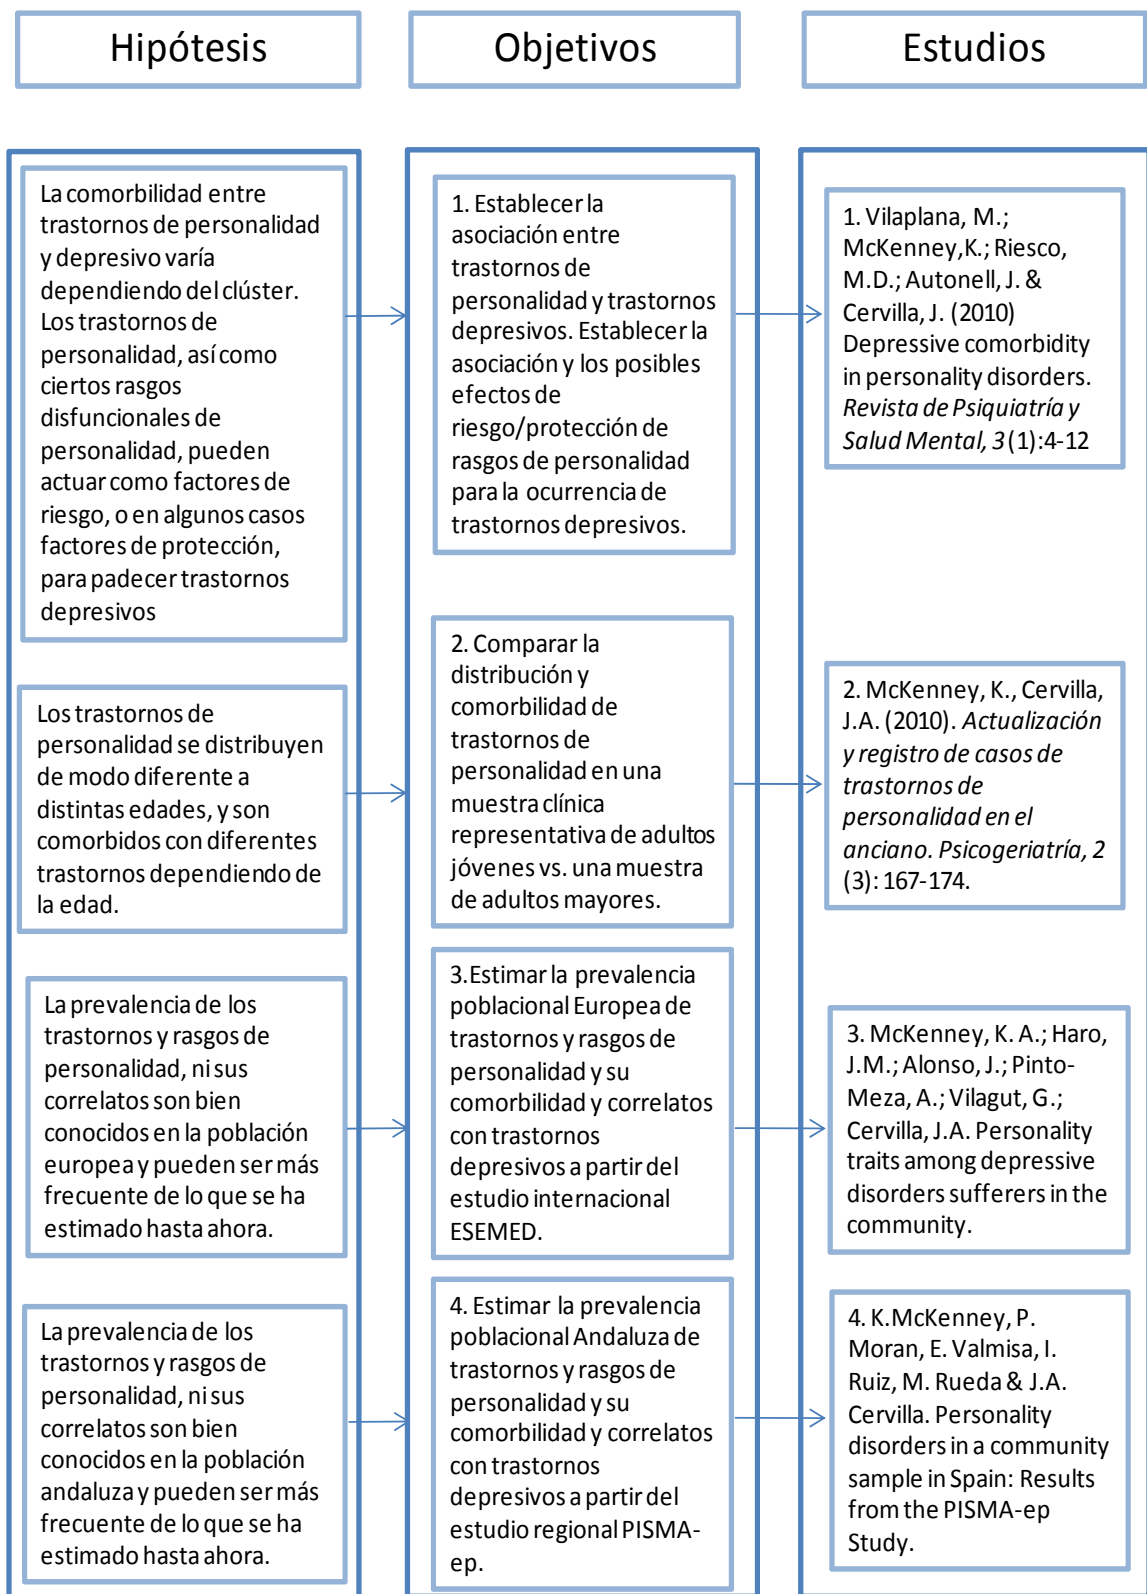 Hipótesis
Objetivos
Estudios
La comorbilidad entre
trastornos de personalidad
y depresivo varía
dependiendo del clúster.
Los trastornos de
personalidad, así como
ciertos rasgos
disfuncionales de
personalidad, pueden
actuar como factores de
riesgo, o en algunos casos
factores de protección,
para padecer trastornos
depresivos
1. Establecer la
asociación entre
trastornos de
personalidad y trastornos
depresivos. Establecer la
asociación y los posibles
efectos de
riesgo/protección de
rasgos de personalidad
para la ocurrencia de
trastornos depresivos.
1. Vilaplana, M.;
McKenney,K.; Riesco,
M.D.; Autonell, J. &
Cervilla, J. (2010)
Depressive comorbidity
in personality disorders.
Revista de Psiquiatría y
Salud Mental, 3 (1):4-12
Los trastornos de
personalidad se distribuyen
de modo diferente a
distintas edades, y son
comorbidos con diferentes
trastornos dependiendo de
la edad.
2. Comparar la
distribución y
comorbilidad de
trastornos de
personalidad en una
muestra clínica
representativa de adultos
jóvenes vs. una muestra
de adultos mayores.
2. McKenney, K., Cervilla,
J.A. (2010). Actualización
y registro de casos de
trastornos de
personalidad en el
anciano. Psicogeriatría, 2
(3): 167-174.
La prevalencia de los
trastornos y rasgos de
personalidad, ni sus
correlatos son bien
conocidos en la población
europea y pueden ser más
frecuente de lo que se ha
estimado hasta ahora.
3.Estimar la prevalencia
poblacional Europea de
trastornos y rasgos de
personalidad y su
comorbilidad y correlatos
con trastornos
depresivos a partir del
estudio internacional
ESEMED.
3. McKenney, K. A.; Haro,
J.M.; Alonso, J.; Pinto-
Meza, A.; Vilagut, G.;
Cervilla, J.A. Personality
traits among depressive
disorders sufferers in the
community.
La prevalencia de los
trastornos y rasgos de
personalidad, ni sus
correlatos son bien
conocidos en la población
andaluza y pueden ser más
frecuente de lo que se ha
estimado hasta ahora.
4. Estimar la prevalencia
poblacional Andaluza de
trastornos y rasgos de
personalidad y su
comorbilidad y correlatos
con trastornos
depresivos a partir del
estudio regional PISMA-
ep.
4. K.McKenney, P.
Moran, E. Valmisa, I.
Ruiz, M. Rueda & J.A.
Cervilla. Personality
disorders in a community
sample in Spain: Results
from the PISMA-ep
Study.